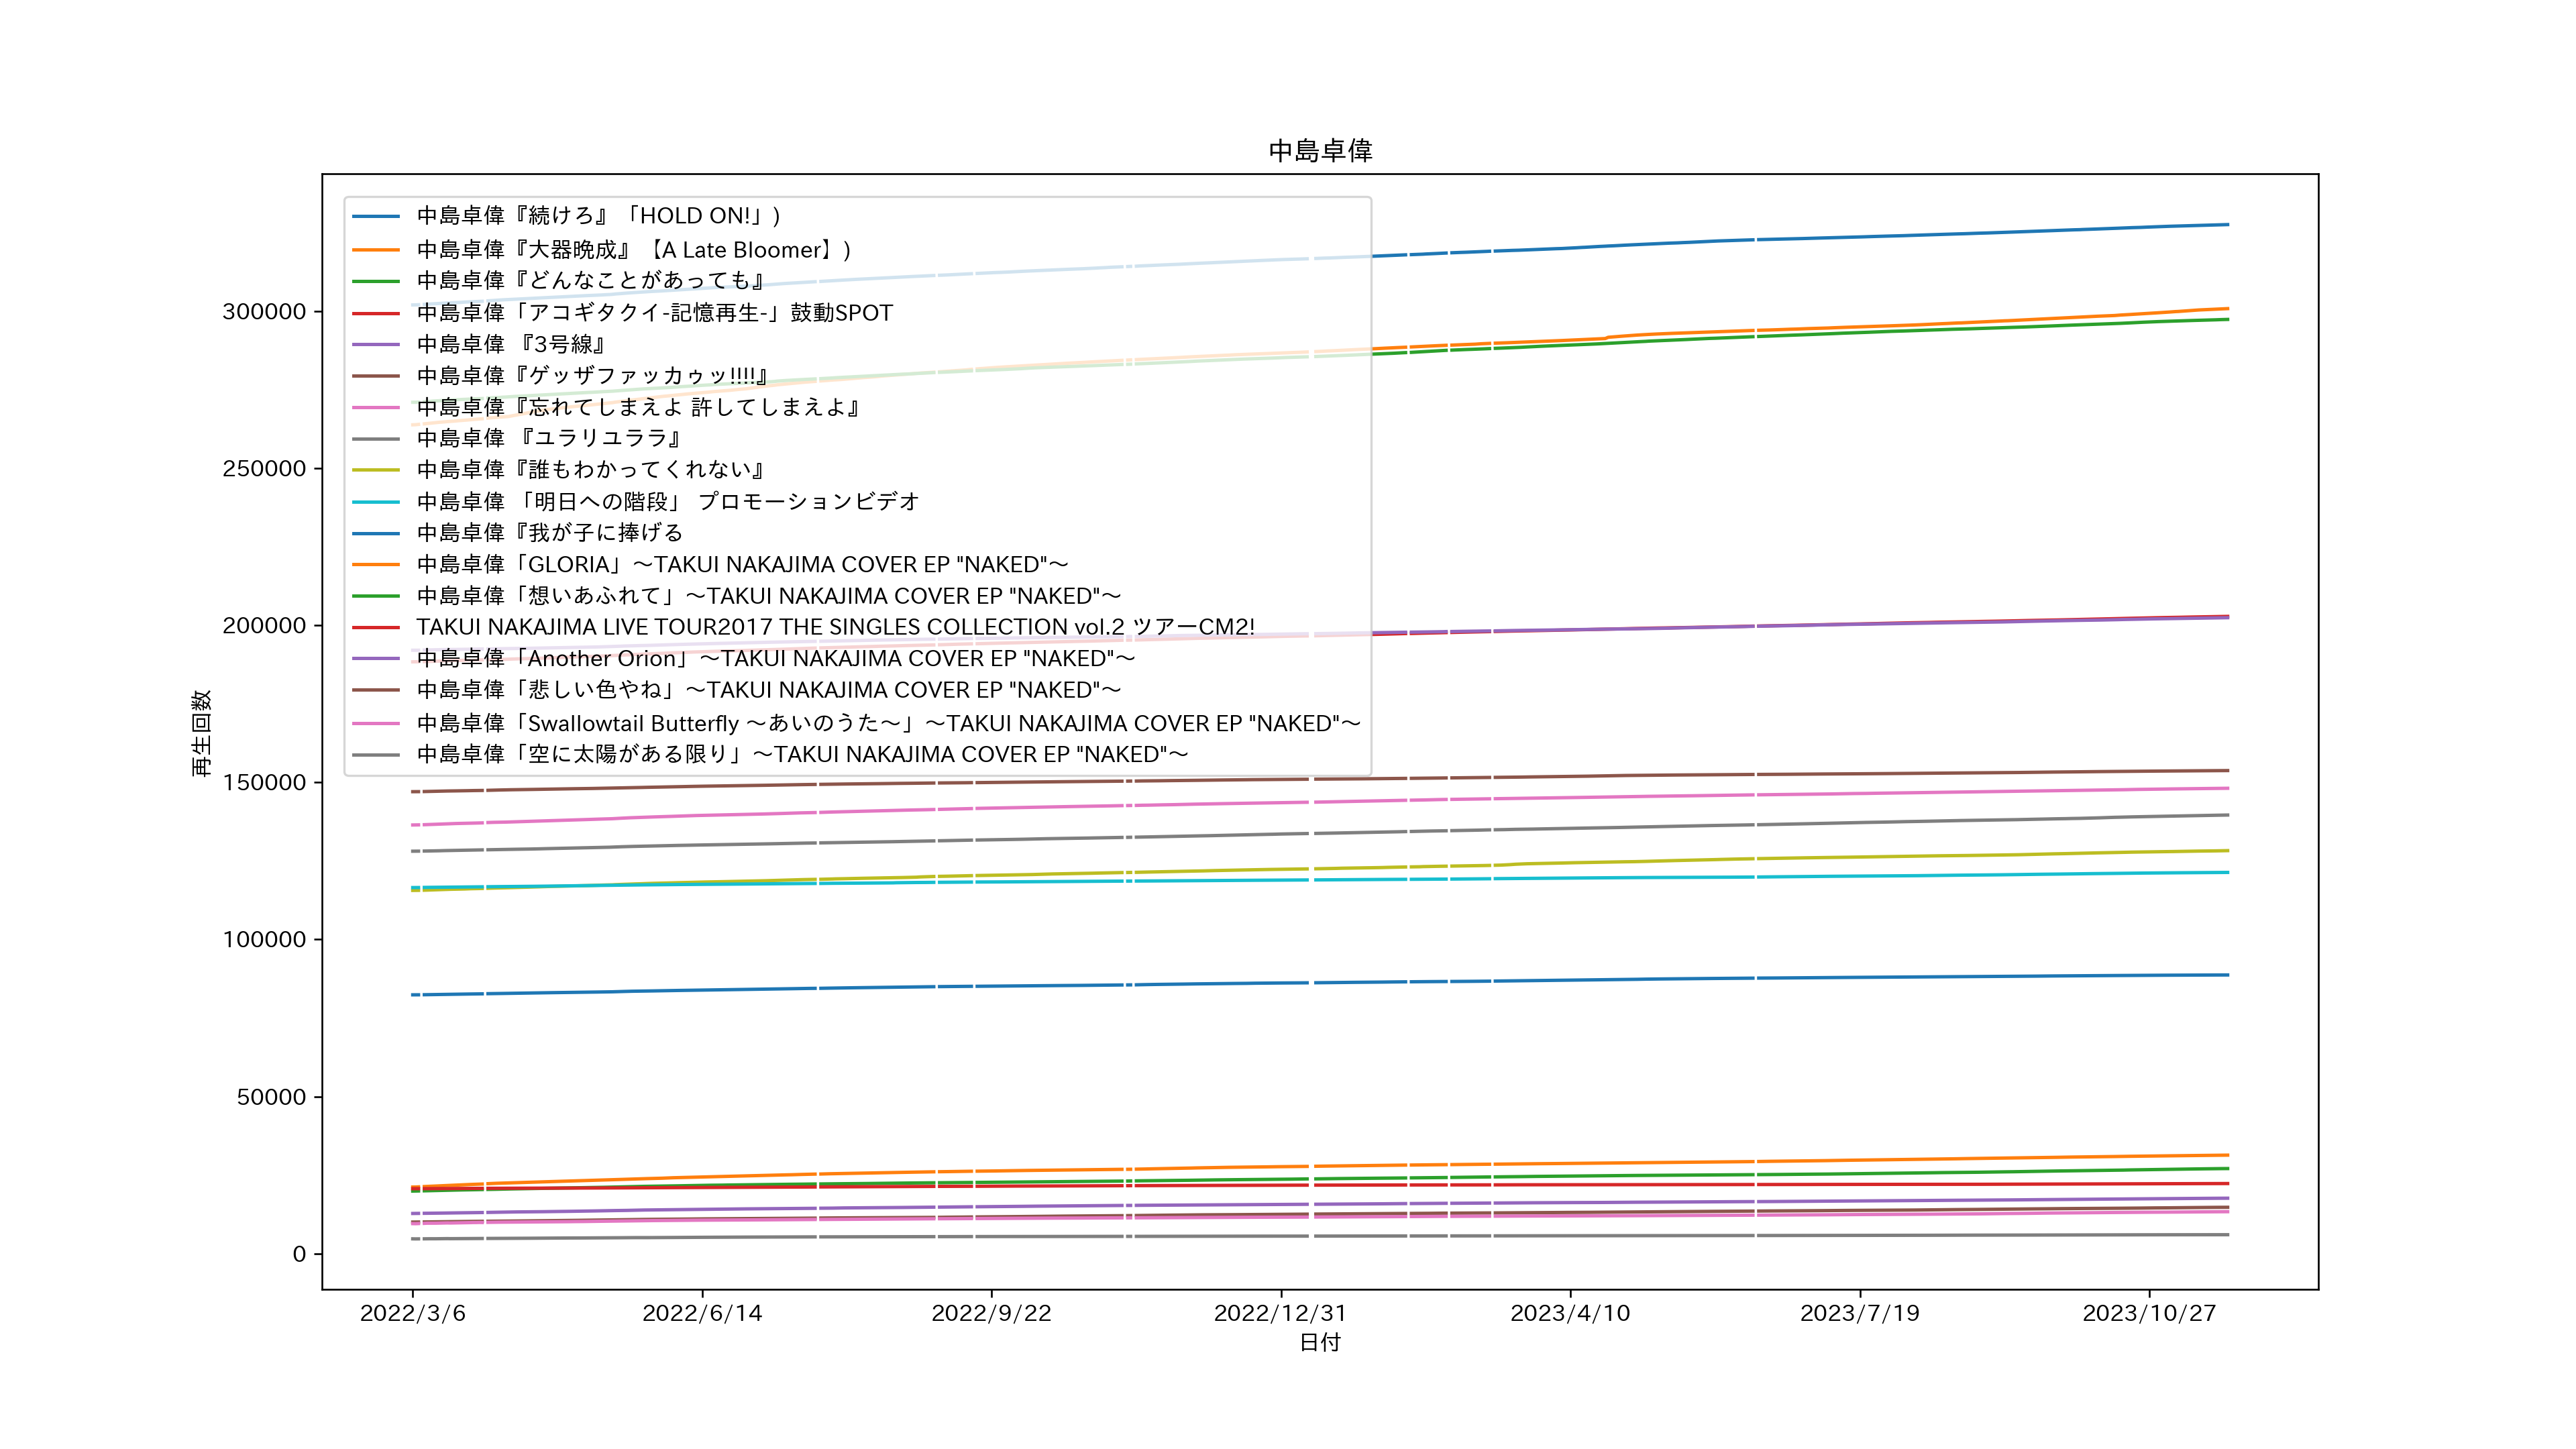 中島卓偉
中島卓偉『続けろ』「HOLD ON!」)
中島卓偉『大器晩成』【A Late Bloomer】)
中島卓偉『どんなことがあっても』
中島卓偉「アコギタクイ-記憶再生-」鼓動SPOT
中島卓偉 『3号線』
中島卓偉『ゲッザファッカゥッ!!!!』
中島卓偉『忘れてしまえよ 許してしまえよ』
中島卓偉 『ユラリユララ』
中島卓偉『誰もわかってくれない』
中島卓偉 「明日への階段」 プロモーションビデオ
中島卓偉『我が子に捧げる
中島卓偉「GLORIA」～TAKUI NAKAJIMA COVER EP "NAKED"～
中島卓偉「想いあふれて」～TAKUI NAKAJIMA COVER EP "NAKED"～
TAKUI NAKAJIMA LIVE TOUR2017 THE SINGLES COLLECTION vol.2 ツアーCM2!
中島卓偉「Another Orion」～TAKUI NAKAJIMA COVER EP "NAKED"～
中島卓偉「悲しい色やね」～TAKUI NAKAJIMA COVER EP "NAKED"～
中島卓偉「Swallowtail Butterfly ～あいのうた～」～TAKUI NAKAJIMA COVER EP "NAKED"～
中島卓偉「空に太陽がある限り」～TAKUI NAKAJIMA COVER EP "NAKED"～
再生回数
300000
250000
200000
150000
100000
50000
0
2022/3/6
2022/6/14
2022/9/22
2022/12/31
2023/4/10
2023/7/19
2023/10/27
日付